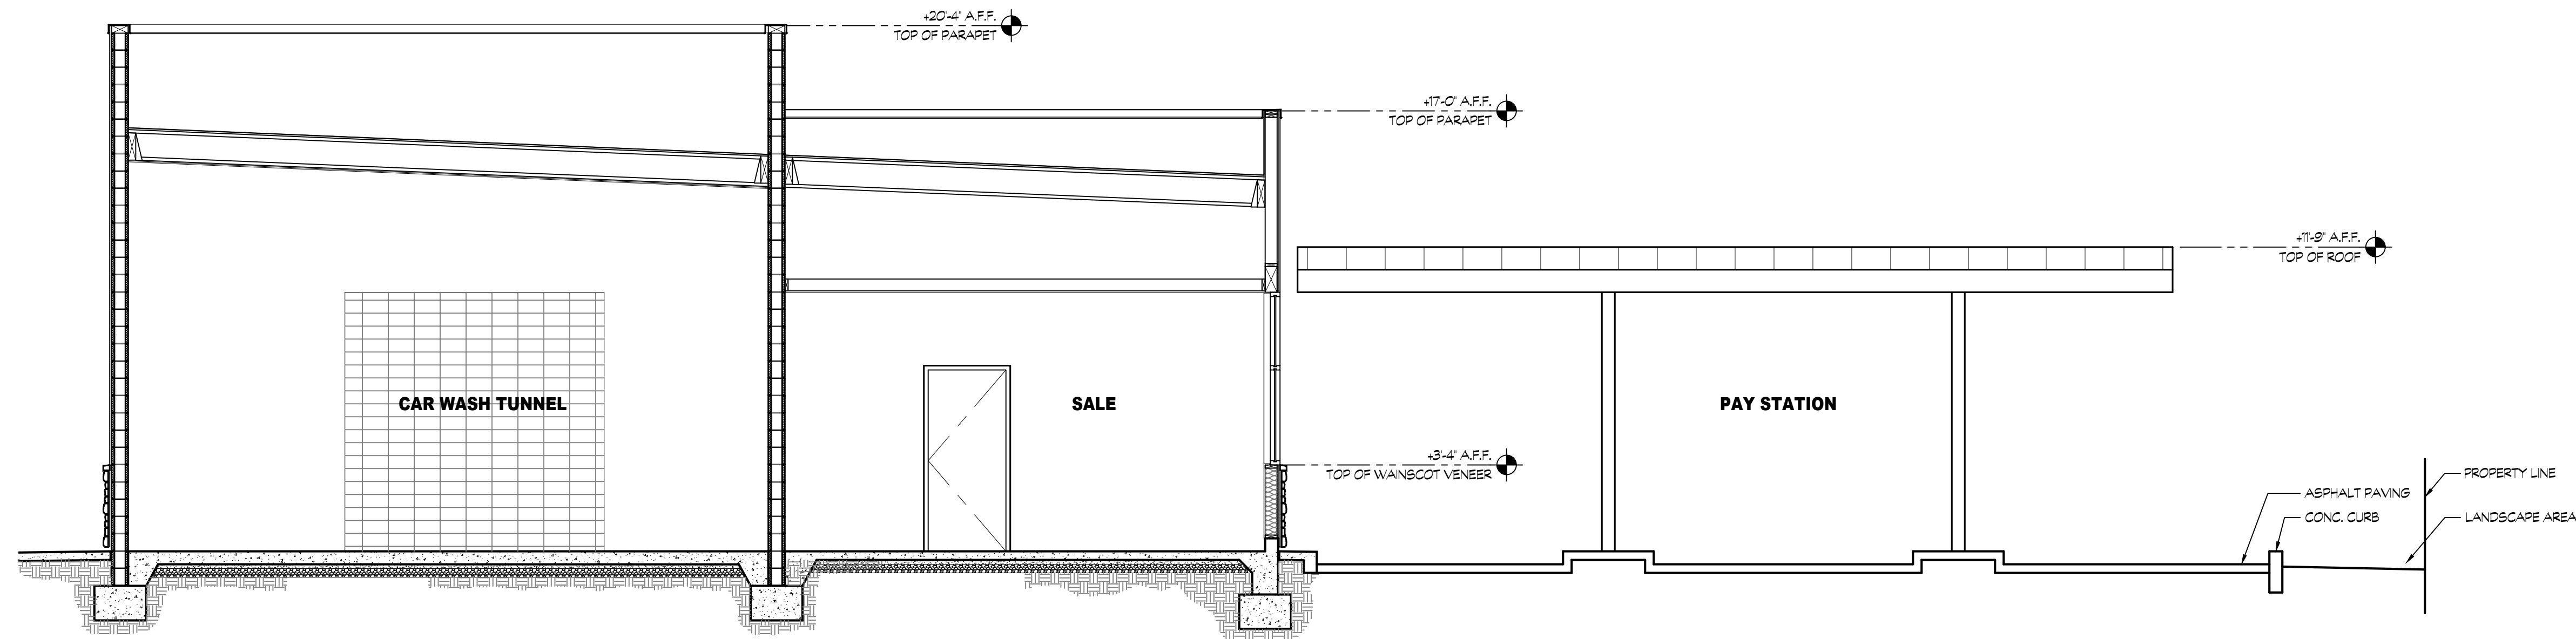 +20'-4" A.F.F.
TOP OF PARAPET
+17'-0" A.F.F.
TOP OF PARAPET
+11'-9" A.F.F.
TOP OF ROOF
CAR WASH TUNNEL
SALE
PAY STATION
+3'-4" A.F.F.
TOP OF WAINSCOT VENEER
PROPERTY LINE
ASPHALT PAVING
CONC. CURB
LANDSCAPE AREA